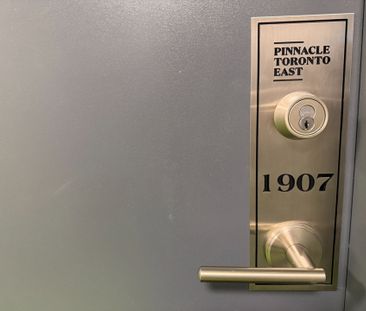 PINNACLE
TORONTO
EAST
1907